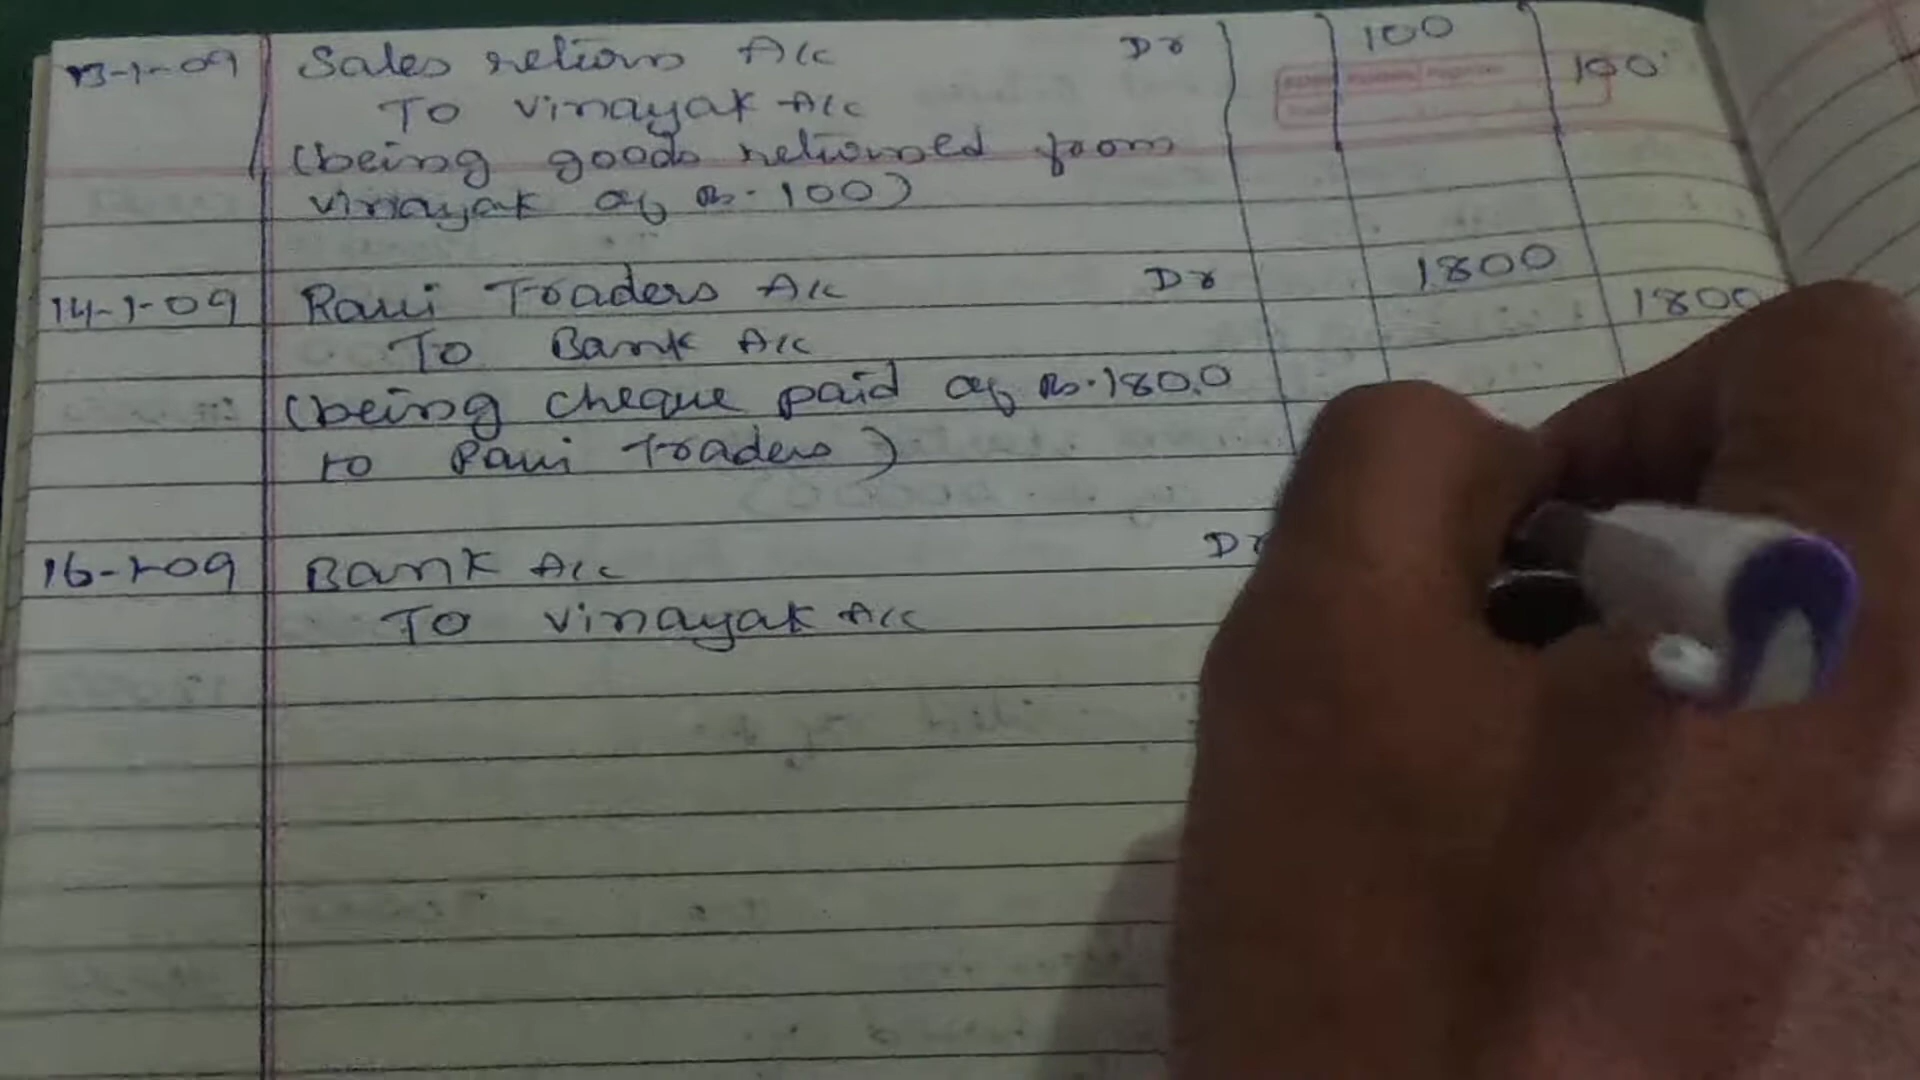 13-1-09 Sales return A/c Dr 100
To Vinayak A/c 100
(being goods returned from
Vinayak of Rs. 100)
14-1-09 Ravi Traders A/c Dr 1800
To Bank A/c 1800
(being cheque paid of Rs. 1800
to Ravi Traders)
16-1-09 Bank A/c Dr
To Vinayak A/c